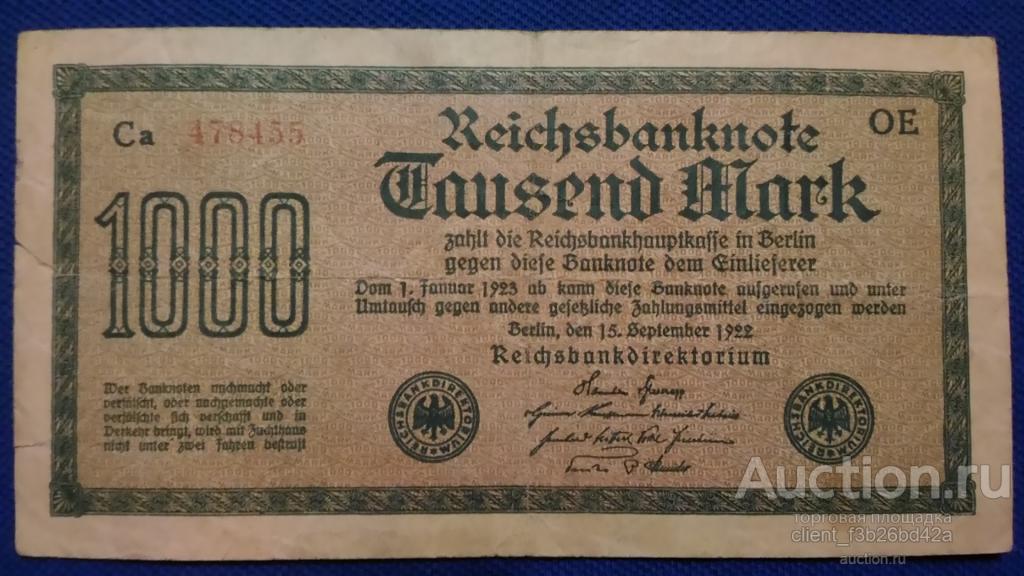 Ca 478455
OE
Reichsbanknote
Tausend Mark
1000
zahlt die Reichsbankhauptkasse in Berlin
gegen diese Banknote dem Einlieferer
Vom 1. Januar 1923 ab kann diese Banknote aufgerufen und unter
Umtausch gegen andere gesetzliche Zahlungsmittel eingezogen werden
Berlin, den 15. September 1922
Reichsbankdirektorium
Wer Banknoten nachmacht oder
verfälscht, oder nachgemachte oder
verfälschte sich verschafft und in
Verkehr bringt, wird mit Zuchthaus
nicht unter zwei Jahren bestraft
REICHSBANKDIREKTORIUM
REICHSBANKDIREKTORIUM
Auction.ru
торговая площадка
client_f3b26bd42a
auction.ru